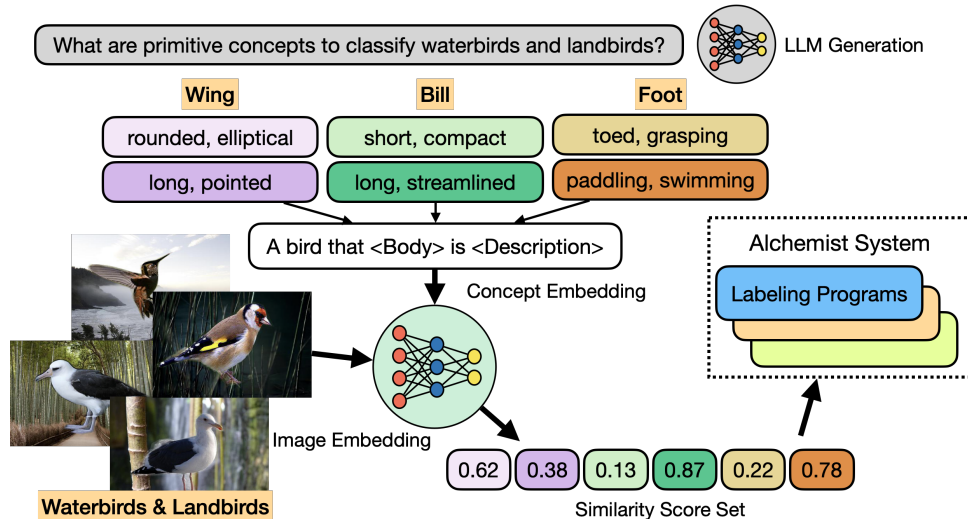 What are primitive concepts to classify waterbirds and landbirds?
LLM Generation
Wing
Bill
Foot
rounded, elliptical
short, compact
toed, grasping
long, pointed
long, streamlined
paddling, swimming
A bird that <Body> is <Description>
Alchemist System
Labeling Programs
Concept Embedding
Image Embedding
0.62
0.38
0.13
0.87
0.22
0.78
Waterbirds & Landbirds
Similarity Score Set